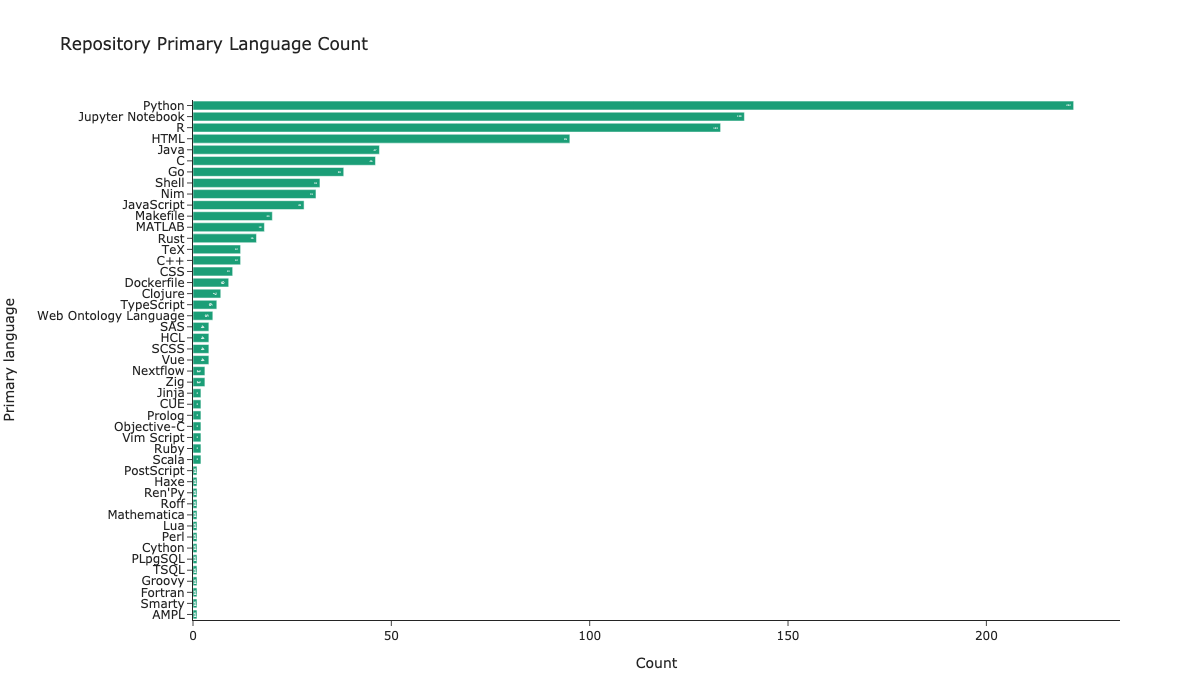 Repository Primary Language Count
Primary language
Python
Jupyter Notebook
R
HTML
Java
C
Go
Shell
Nim
JavaScript
Makefile
MATLAB
Rust
TeX
C++
CSS
Dockerfile
Clojure
TypeScript
Web Ontology Language
SAS
HCL
SCSS
Vue
Nextflow
Zig
Jinja
CUE
Prolog
Objective-C
Vim Script
Ruby
Scala
PostScript
Haxe
Ren'Py
Roff
Mathematica
Lua
Perl
Cython
PLpgSQL
TSQL
Groovy
Fortran
Smarty
AMPL
0 50 100 150 200
Count